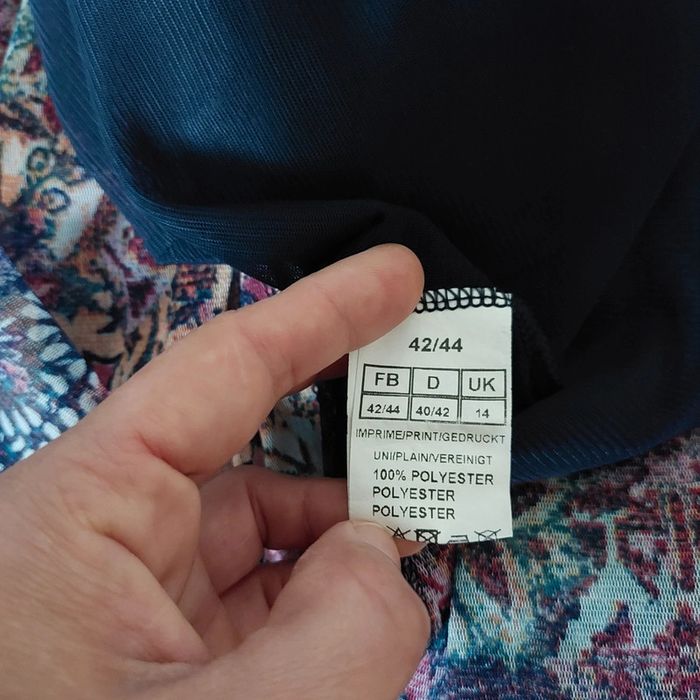 42/44
FB D UK
42/44 40/42 14
IMPRIME/PRINT/GEDRUCKT
UNI/PLAIN/VEREINIGT
100% POLYESTER
POLYESTER
POLYESTER